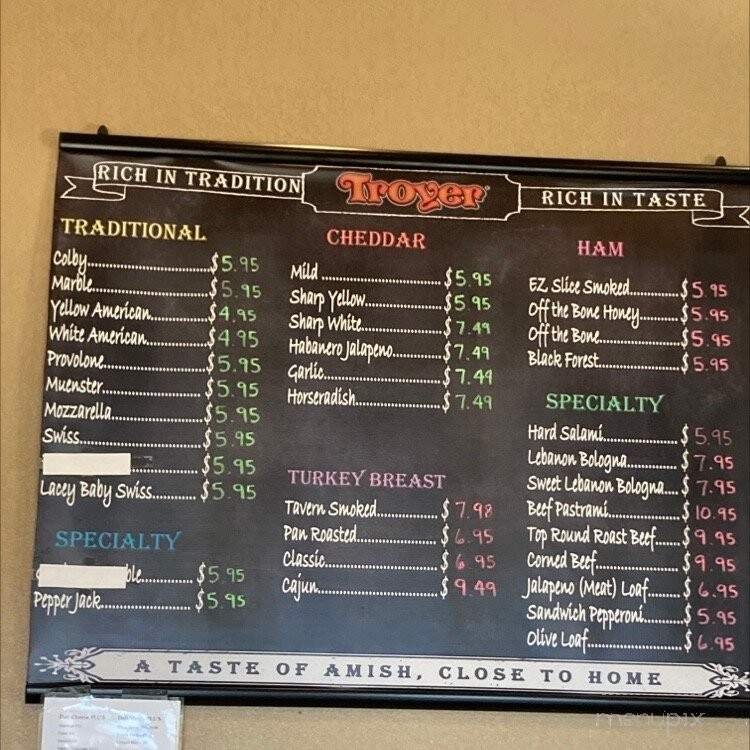 RICH IN TRADITION
Troyer
RICH IN TASTE
TRADITIONAL
Colby $5.95
Marble $5.95
Yellow American $4.95
White American $4.95
Provolone $5.95
Muenster $5.95
Mozzarella $5.95
Swiss $5.95
$5.95
Lacey Baby Swiss $5.95
SPECIALTY
ble $5.95
Pepper Jack $5.95
CHEDDAR
Mild $5.95
Sharp Yellow $5.95
Sharp White $7.49
Habanero Jalapeno $7.49
Garlic $7.49
Horseradish $7.49
TURKEY BREAST
Tavern Smoked $7.98
Pan Roasted $6.95
Classic $6.95
Cajun $9.49
HAM
EZ Slice Smoked $5.95
Off the Bone Honey $5.95
Off the Bone $5.95
Black Forest $5.95
SPECIALTY
Hard Salami $5.95
Lebanon Bologna $7.95
Sweet Lebanon Bologna $7.95
Beef Pastrami $10.95
Top Round Roast Beef $9.95
Corned Beef $9.95
Jalapeno (Meat) Loaf $6.95
Sandwich Pepperoni $5.95
Olive Loaf $6.95
A TASTE OF AMISH, CLOSE TO HOME
menupix